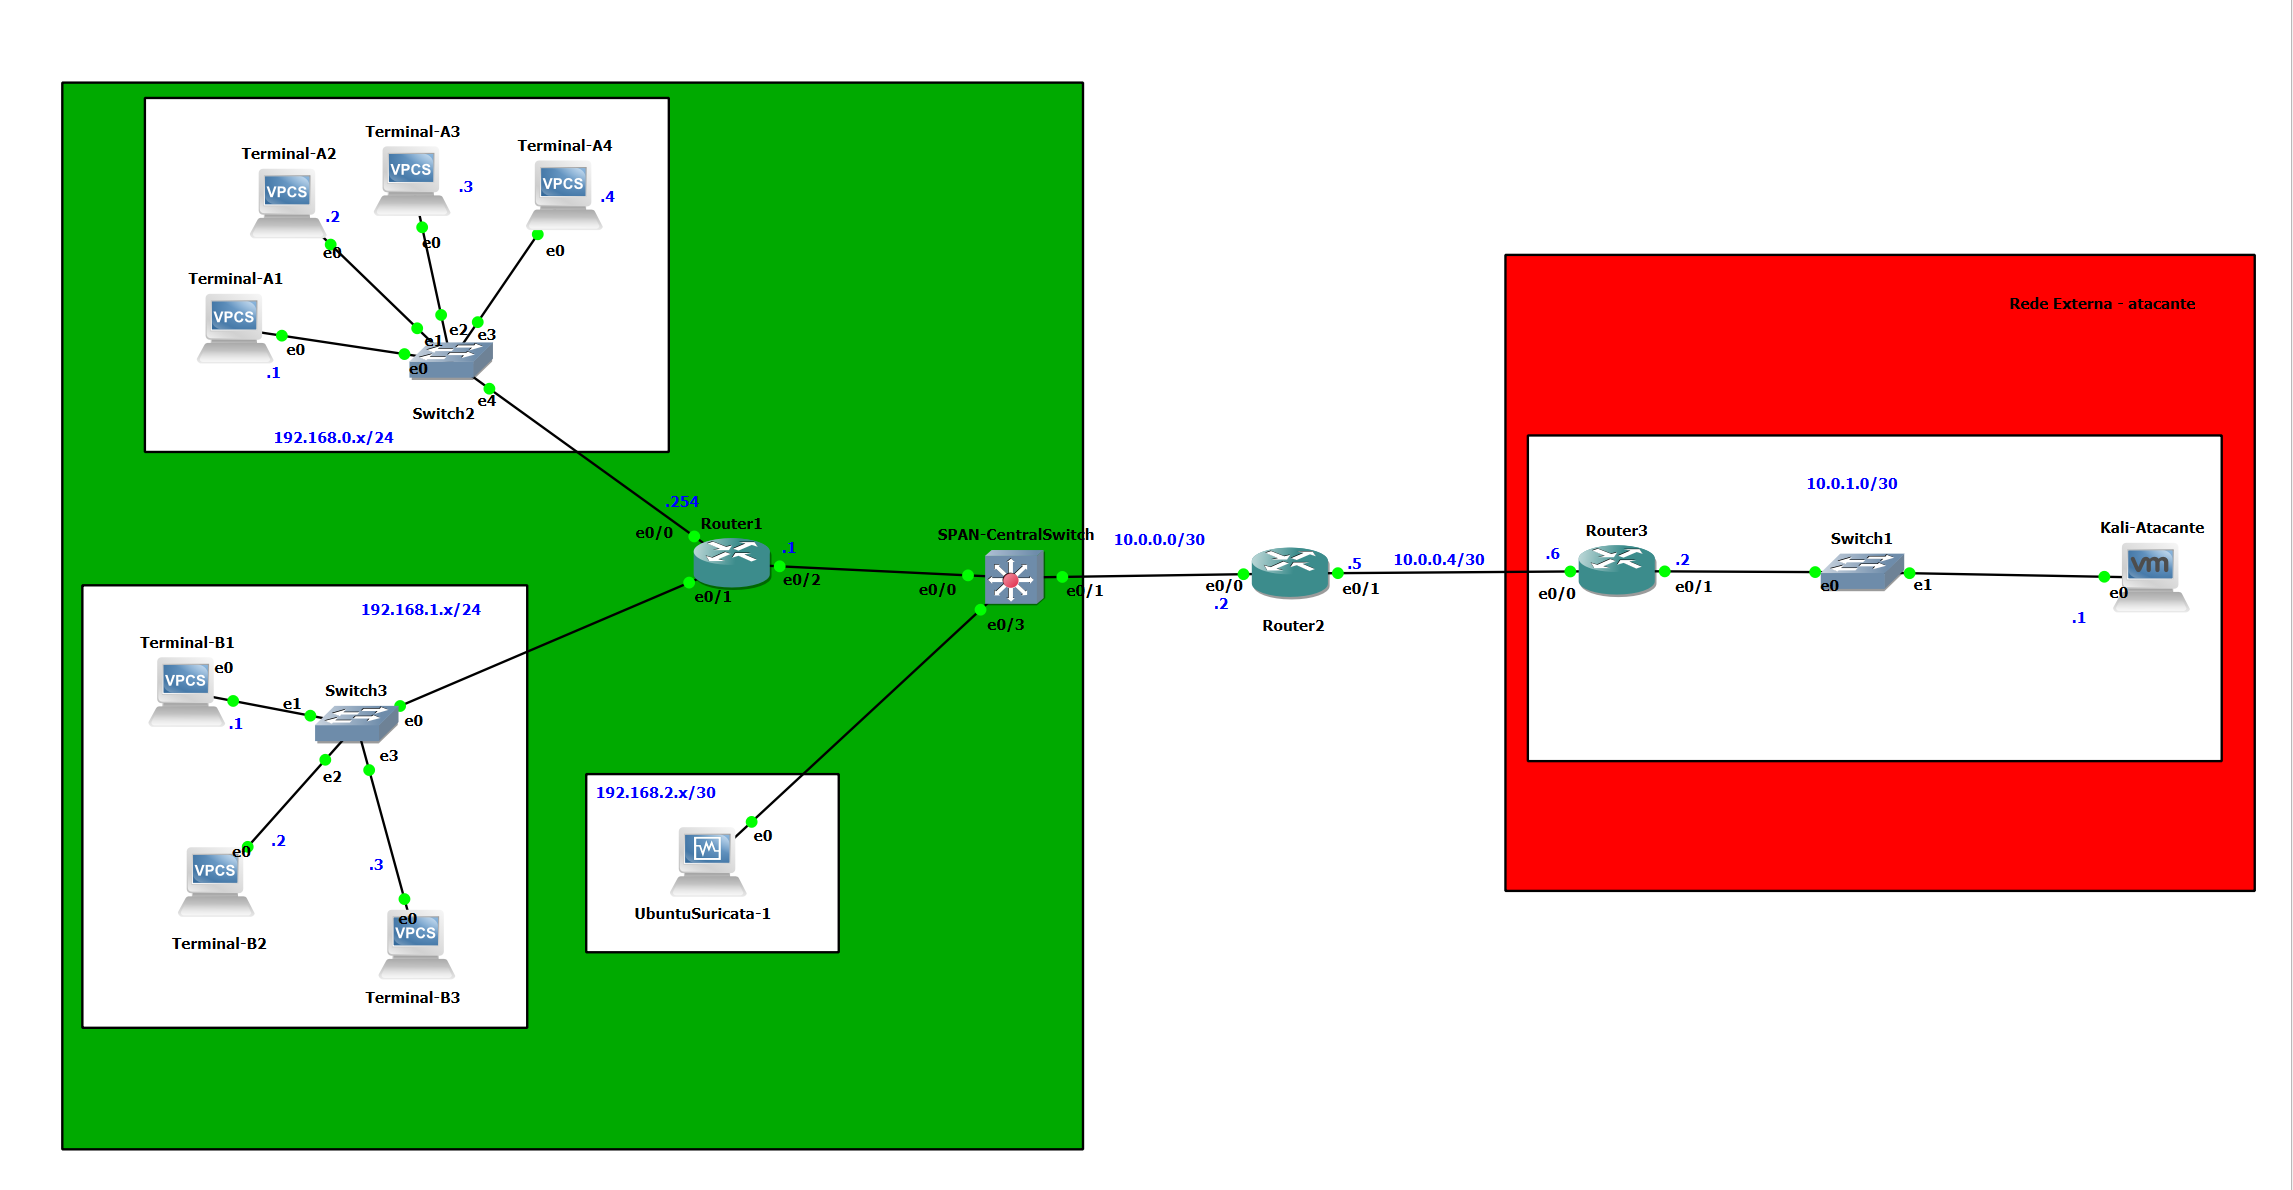 Terminal-A3
Terminal-A2
Terminal-A4
VPCS
.3
VPCS
.4
VPCS
.2
e0
e0
e0
Terminal-A1
VPCS
e0
.1
e1
e2
e3
e0
e4
Switch2
192.168.0.x/24
.254
e0/0
Router1
.1
e0/2
e0/1
SPAN-CentralSwitch
e0/0
e0/1
e0/3
10.0.0.0/30
e0/0
.2
Router2
.5
e0/1
10.0.0.4/30
Rede Externa - atacante
10.0.1.0/30
.6
e0/0
Router3
.2
e0/1
Switch1
e0
e1
Kali-Atacante
vm
e0
.1
192.168.1.x/24
Terminal-B1
e0
VPCS
.1
e1
Switch3
e0
e3
e2
.2
e0
VPCS
Terminal-B2
.3
e0
VPCS
Terminal-B3
192.168.2.x/30
e0
UbuntuSuricata-1